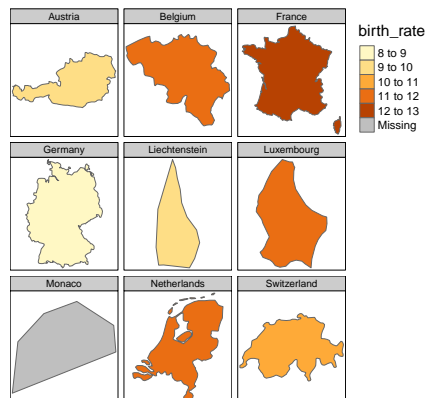 Austria
Belgium
France
birth_rate
8 to 9
9 to 10
10 to 11
11 to 12
12 to 13
Missing
Germany
Liechtenstein
Luxembourg
Monaco
Netherlands
Switzerland